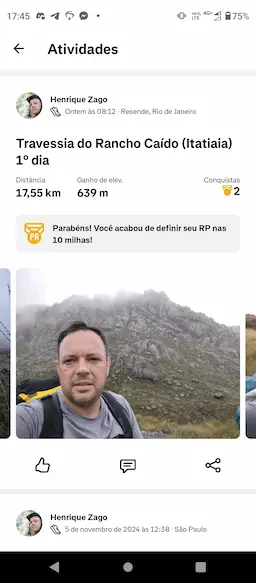 17:45
75%
Atividades
Henrique Zago
Ontem às 08:12 · Resende, Rio de Janeiro
Travessia do Rancho Caído (Itatiaia)
1º dia
Distância Ganho de elev. Conquistas
17,55 km 639 m 2
Parabéns! Você acabou de definir seu RP nas
10 milhas!
PR
Henrique Zago
5 de novembro de 2024 às 12:38 · São Paulo